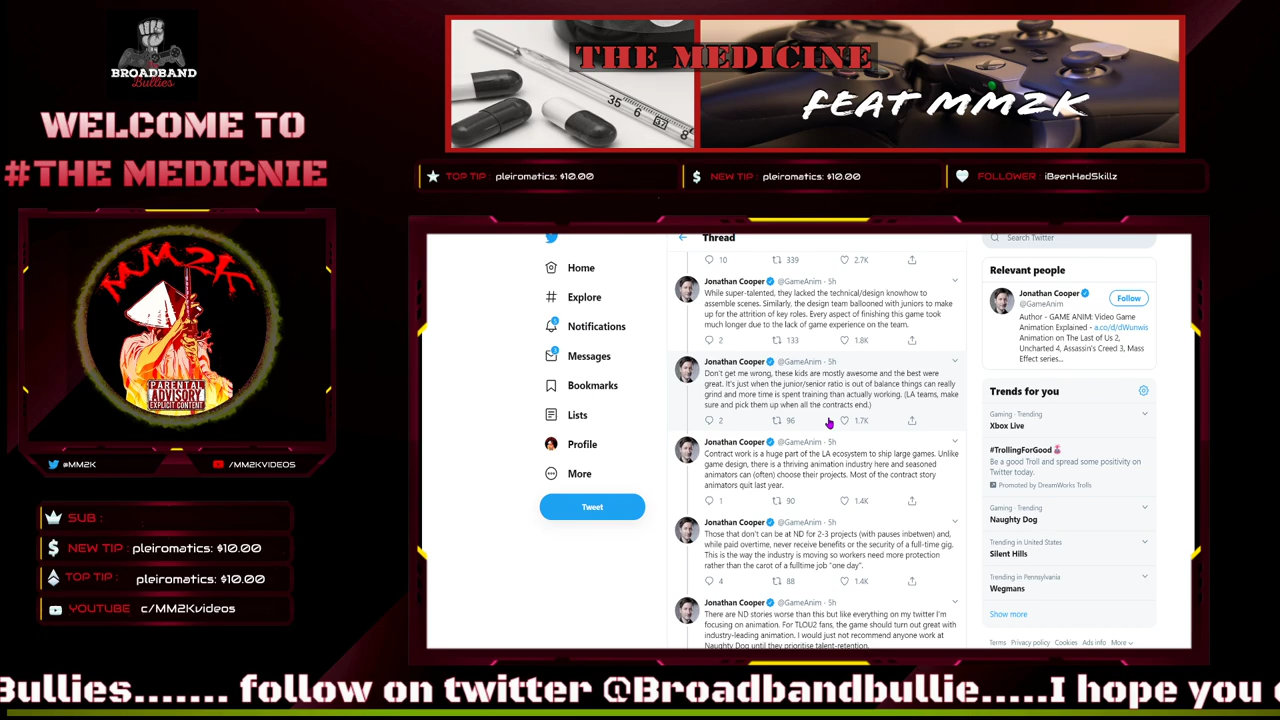 BROADBAND
Bullies
WELCOME TO
#THE MEDICNIE
THE MEDICINE
FEAT MM2K
35 6 37 8
TOP TIP : pleiromatics: $10.00
NEW TIP : pleiromatics: $10.00
FOLLOWER : iBeenHadSkillz
MM2K
PARENTAL
ADVISORY
EXPLICIT CONTENT
@MM2K
/MM2KVIDEOS
SUB :
NEW TIP : pleiromatics: $10.00
TOP TIP : pleiromatics: $10.00
YOUTUBE c/MM2Kvideos
Home
Explore
5
Notifications
3
Messages
Bookmarks
Lists
Profile
More
Tweet
Thread
10 339 2.7K
Jonathan Cooper @GameAnim · 5h
While super-talented, they lacked the technical/design knowhow to
assemble scenes. Similarly, the design team ballooned with juniors to make
up for the attrition of key roles. Every aspect of finishing this game took
much longer due to the lack of game experience on the team.
2 133 1.8K
Jonathan Cooper @GameAnim · 5h
Don't get me wrong, these kids are mostly awesome and the best were
great. It's just when the junior/senior ratio is out of balance things can really
grind and more time is spent training than actually working. (LA teams, make
sure and pick them up when all the contracts end.)
2 96 1.7K
Jonathan Cooper @GameAnim · 5h
Contract work is a huge part of the LA ecosystem to ship large games. Unlike
game design, there is a thriving animation industry here and seasoned
animators can (often) choose their projects. Most of the contract story
animators quit last year.
1 90 1.4K
Jonathan Cooper @GameAnim · 5h
Those that don't can be at ND for 2-3 projects (with pauses inbetwen) and,
while paid overtime, never receive benefits or the security of a full-time gig.
This is the way the industry is moving so workers need more protection
rather than the carot of a fulltime job "one day".
4 88 1.4K
Jonathan Cooper @GameAnim · 5h
There are ND stories worse than this but like everything on my twitter I'm
focusing on animation. For TLOU2 fans, the game should turn out great with
industry-leading animation. I would just not recommend anyone work at
Naughty Dog until they prioritise talent-retention.
Search Twitter
Relevant people
Jonathan Cooper
@GameAnim
Follow
Author - GAME ANIM: Video Game
Animation Explained - a.co/d/dWunwis
Animation on The Last of Us 2,
Uncharted 4, Assassin's Creed 3, Mass
Effect series...
Trends for you
Gaming · Trending
Xbox Live
#TrollingForGood
Be a good Troll and spread some positivity on
Twitter today.
Promoted by DreamWorks Trolls
Gaming · Trending
Naughty Dog
Trending in United States
Silent Hills
Trending in Pennsylvania
Wegmans
Show more
Terms Privacy policy Cookies Ads info More
Bullies....... follow on twitter @Broadbandbullie.....I hope you